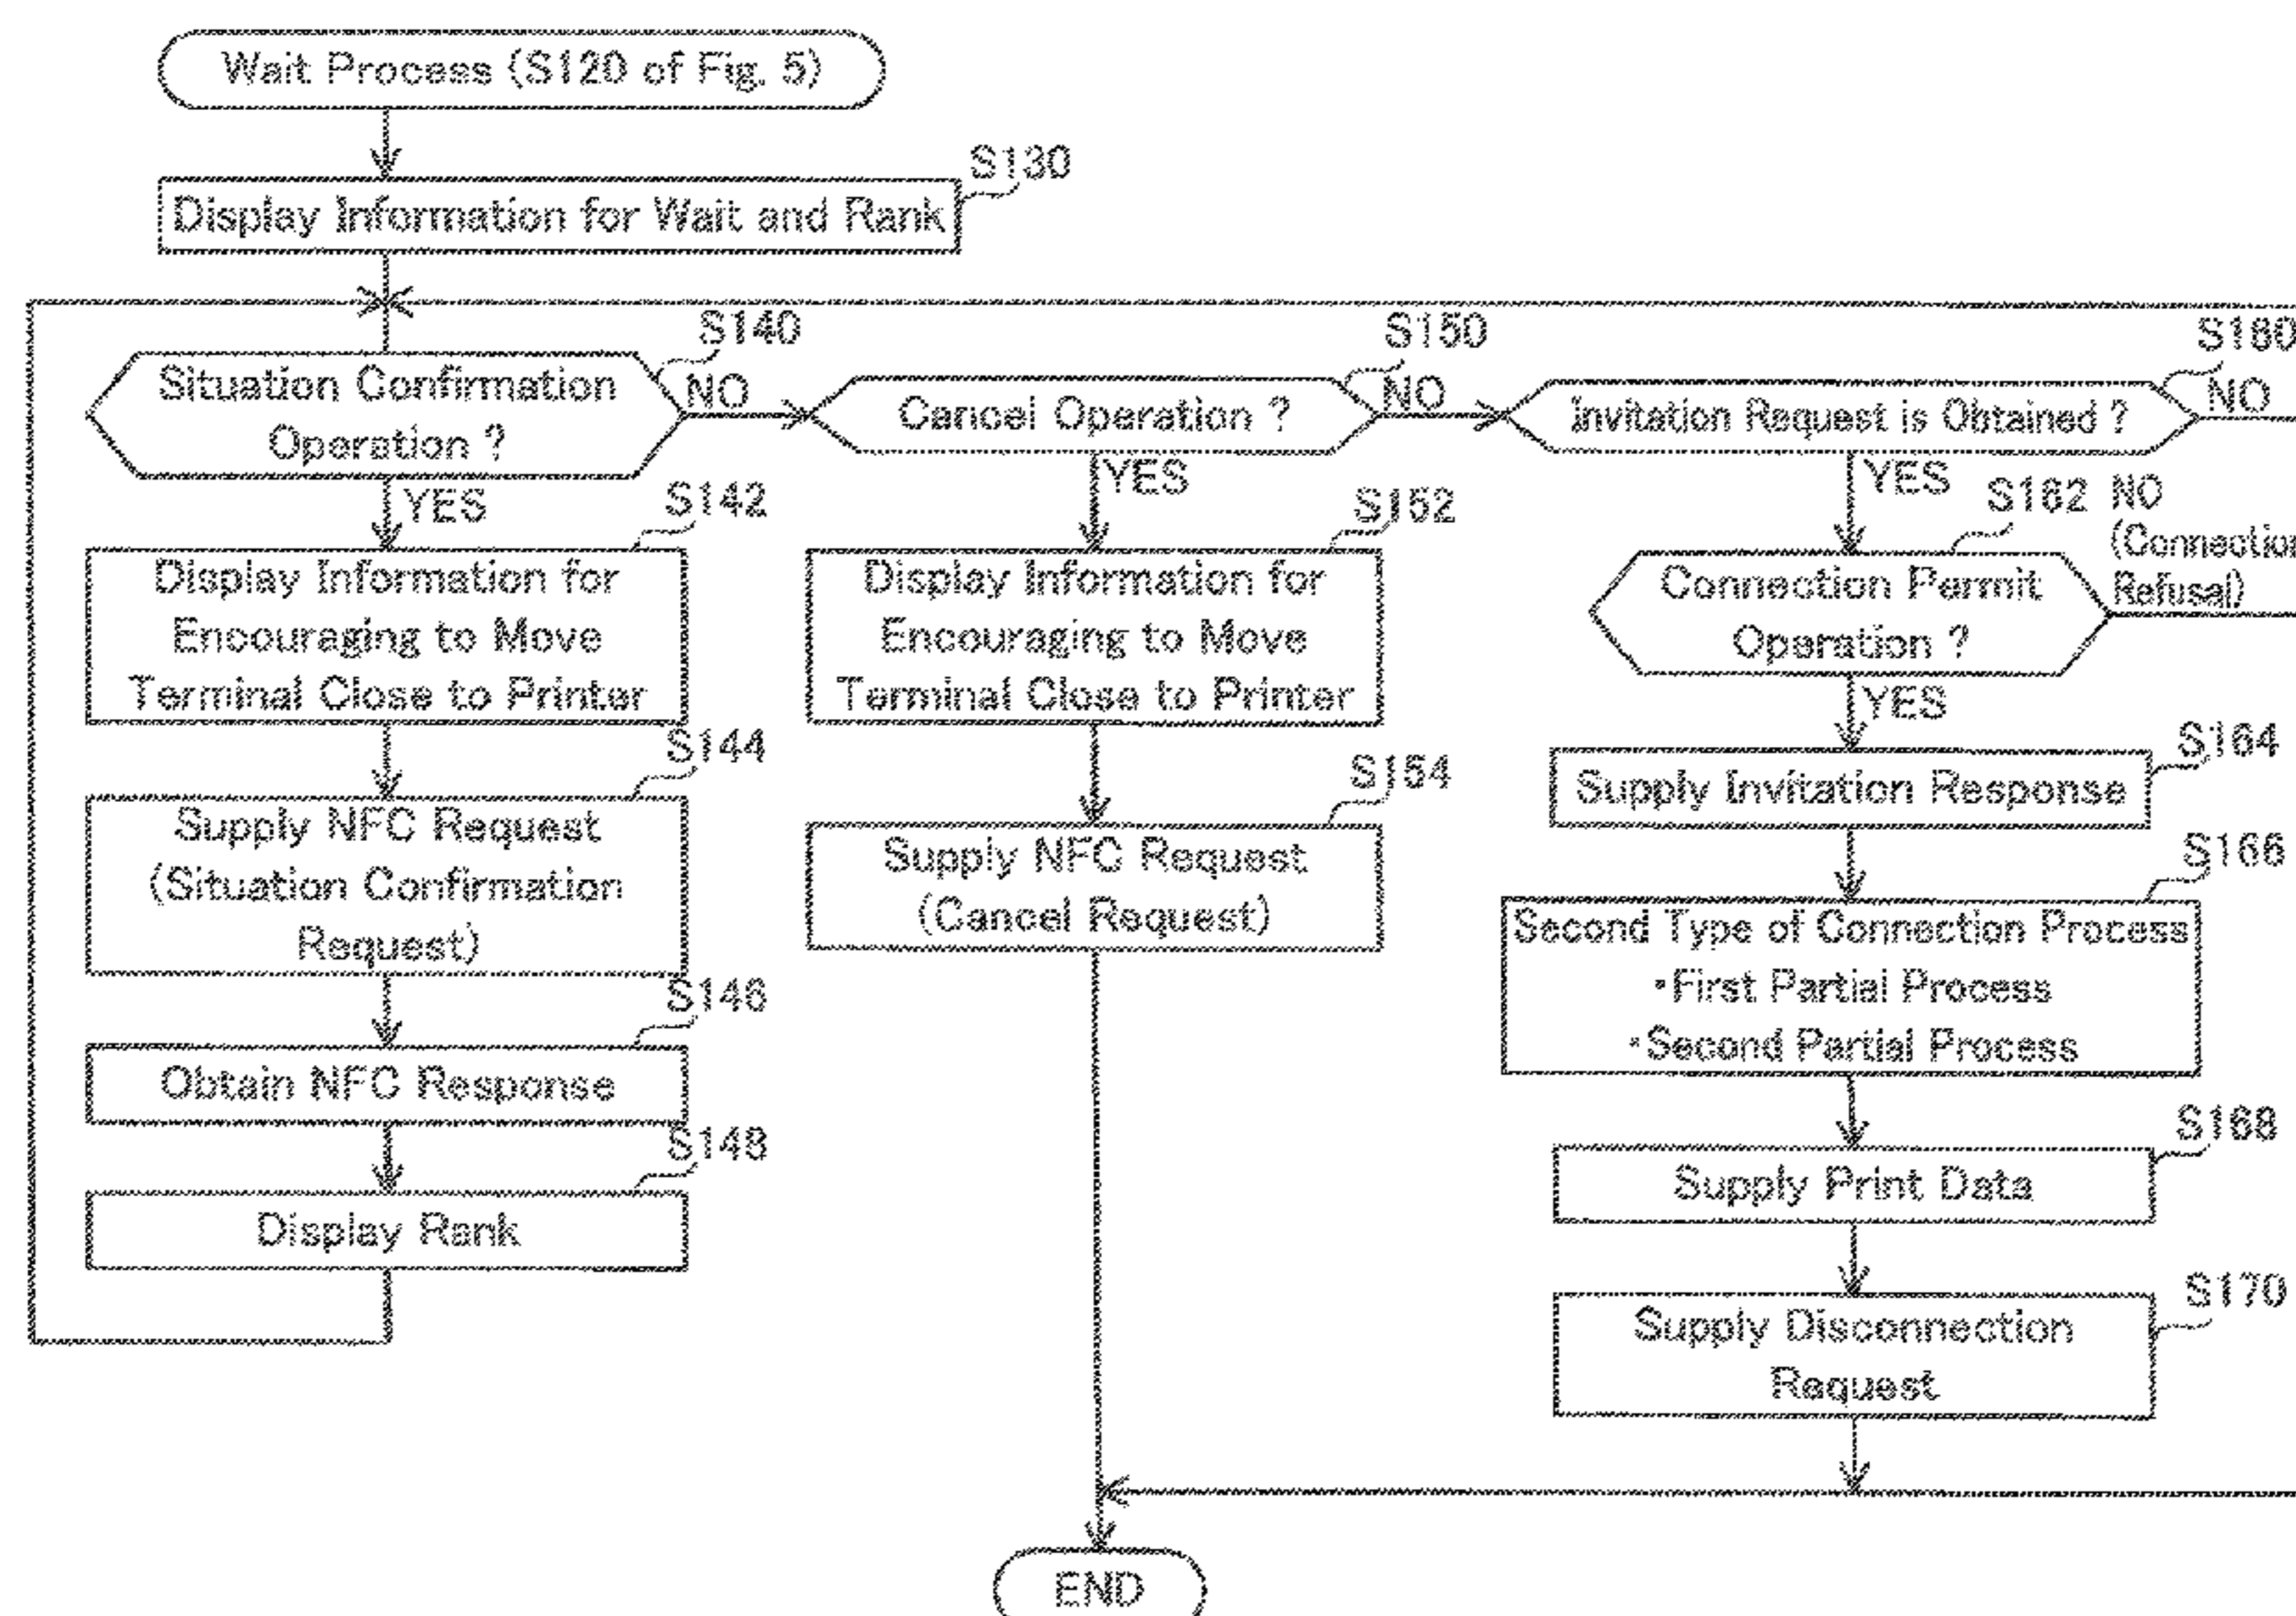 Wait Process (S120 of Fig. 5)
S130
Display Information for Wait and Rank
S140
Situation Confirmation
Operation ?
NO
YES
S150
Cancel Operation ?
NO
YES
S160
Invitation Request is Obtained ?
NO
YES
S142
Display Information for
Encouraging to Move
Terminal Close to Printer
S144
Supply NFC Request
(Situation Confirmation
Request)
S146
Obtain NFC Response
S148
Display Rank
S152
Display Information for
Encouraging to Move
Terminal Close to Printer
S154
Supply NFC Request
(Cancel Request)
S162
Connection Permit
Operation ?
NO
(Connection
Refusal)
YES
S164
Supply Invitation Response
S166
Second Type of Connection Process
・First Partial Process
・Second Partial Process
S168
Supply Print Data
S170
Supply Disconnection
Request
END